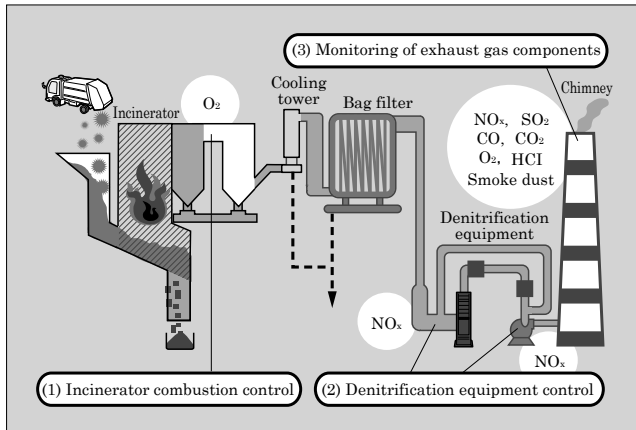 (3) Monitoring of exhaust gas components
Cooling
tower
Chimney
Incinerator
O₂
Bag filter
NOx, SO₂
CO, CO₂
O₂, HCI
Smoke dust
Denitrification
equipment
NOx
NOx
(1) Incinerator combustion control
(2) Denitrification equipment control